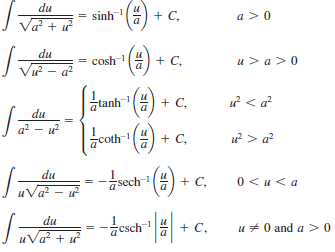 ∫ du/√(a² + u²) = sinh⁻¹(u/a) + C, a > 0
∫ du/√(u² − a²) = cosh⁻¹(u/a) + C, u > a > 0
∫ du/(a² − u²) = { (1/a)tanh⁻¹(u/a) + C, u² < a²
(1/a)coth⁻¹(u/a) + C, u² > a²
∫ du/(u√(a² − u²)) = −(1/a)sech⁻¹(u/a) + C, 0 < u < a
∫ du/(u√(a² + u²)) = −(1/a)csch⁻¹|u/a| + C, u ≠ 0 and a > 0